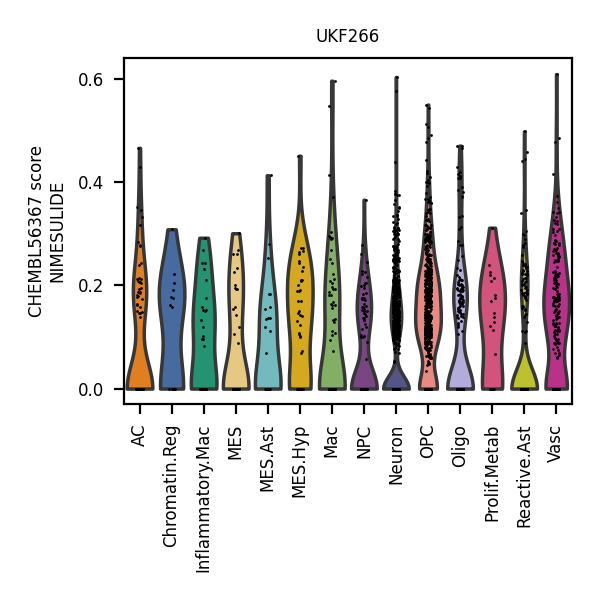 UKF266
CHEMBL56367 score
NIMESULIDE
0.6
0.4
0.2
0.0
AC
Chromatin.Reg
Inflammatory.Mac
MES
MES.Ast
MES.Hyp
Mac
NPC
Neuron
OPC
Oligo
Prolif.Metab
Reactive.Ast
Vasc